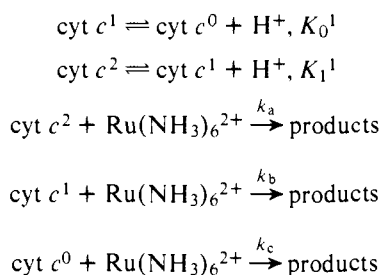 cyt c¹ ⇌ cyt c⁰ + H⁺, K₀¹
cyt c² ⇌ cyt c¹ + H⁺, K₁¹
cyt c² + Ru(NH₃)₆²⁺ —kₐ→ products
cyt c¹ + Ru(NH₃)₆²⁺ —k_b→ products
cyt c⁰ + Ru(NH₃)₆²⁺ —k_c→ products